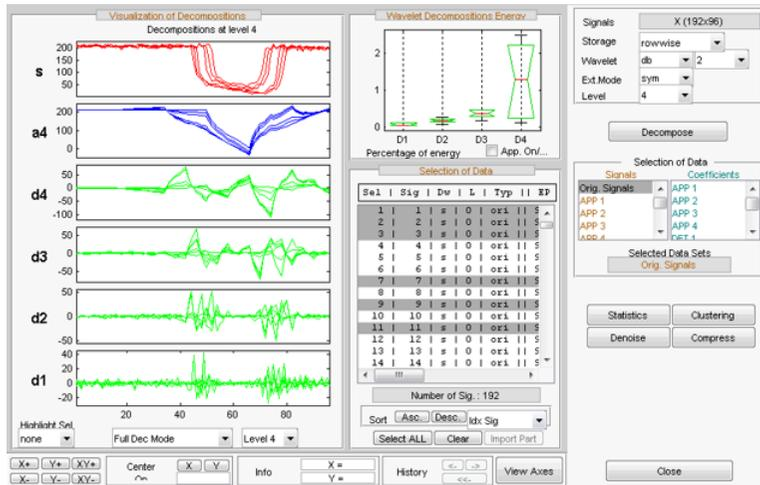 Visualization of Decompositions
Decompositions at level 4
s
200
150
100
50
a4
200
100
0
d4
50
0
-50
-100
d3
50
0
-50
d2
50
0
-50
d1
40
20
0
-20
20
40
60
80
Highlight Sel
none
Full Dec Mode
Level 4
Wavelet Decompositions Energy
2
1
0
D1
D2
D3
D4
Percentage of energy
App. On/...
Selection of Data
Sel | Sig | Dw | L | Typ || EP
1 | 1 | s | 0 | ori || S
2 | 2 | s | 0 | ori || S
3 | 3 | s | 0 | ori || S
4 | 4 | s | 0 | ori || S
5 | 5 | s | 0 | ori || S
6 | 6 | s | 0 | ori || S
7 | 7 | s | 0 | ori || S
8 | 8 | s | 0 | ori || S
9 | 9 | s | 0 | ori || S
10 | 10 | s | 0 | ori || S
11 | 11 | s | 0 | ori || S
12 | 12 | s | 0 | ori || S
13 | 13 | s | 0 | ori || S
14 | 14 | s | 0 | ori || S
Number of Sig. : 192
Sort
Asc.
Desc.
Idx Sig
Select ALL
Clear
Import Part
Signals
X (192x96)
Storage
rowwise
Wavelet
db
2
Ext.Mode
sym
Level
4
Decompose
Selection of Data
Signals
Coefficients
Orig. Signals
APP 1
APP 2
APP 3
APP 4
APP 1
APP 2
APP 3
APP 4
DET 1
Selected Data Sets
Orig. Signals
Statistics
Clustering
Denoise
Compress
X+
Y+
XY+
X-
Y-
XY-
Center
On
X
Y
Info
X =
Y =
History
<-
->
<<-
View Axes
Close